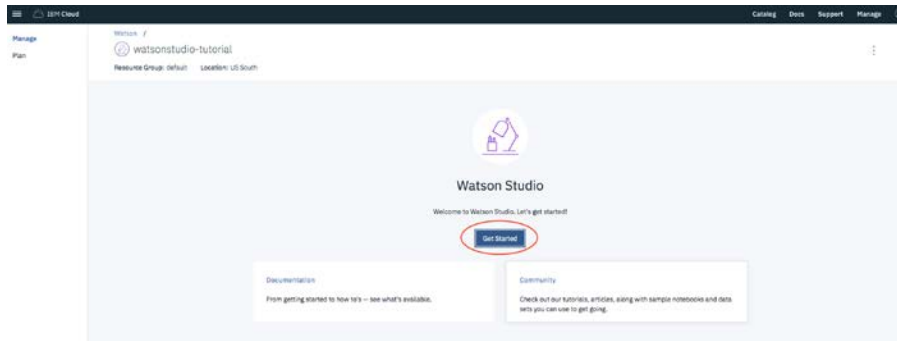 IBM Cloud
Catalog Docs Support Manage
Manage
Plan
Watson /
watsonstudio-tutorial
Resource Group: default Location: US South
Watson Studio
Welcome to Watson Studio. Let's get started!
Get Started
Documentation
From getting started to how to's — see what's available.
Community
Check out our tutorials, articles, along with sample notebooks and data
sets you can use to get going.